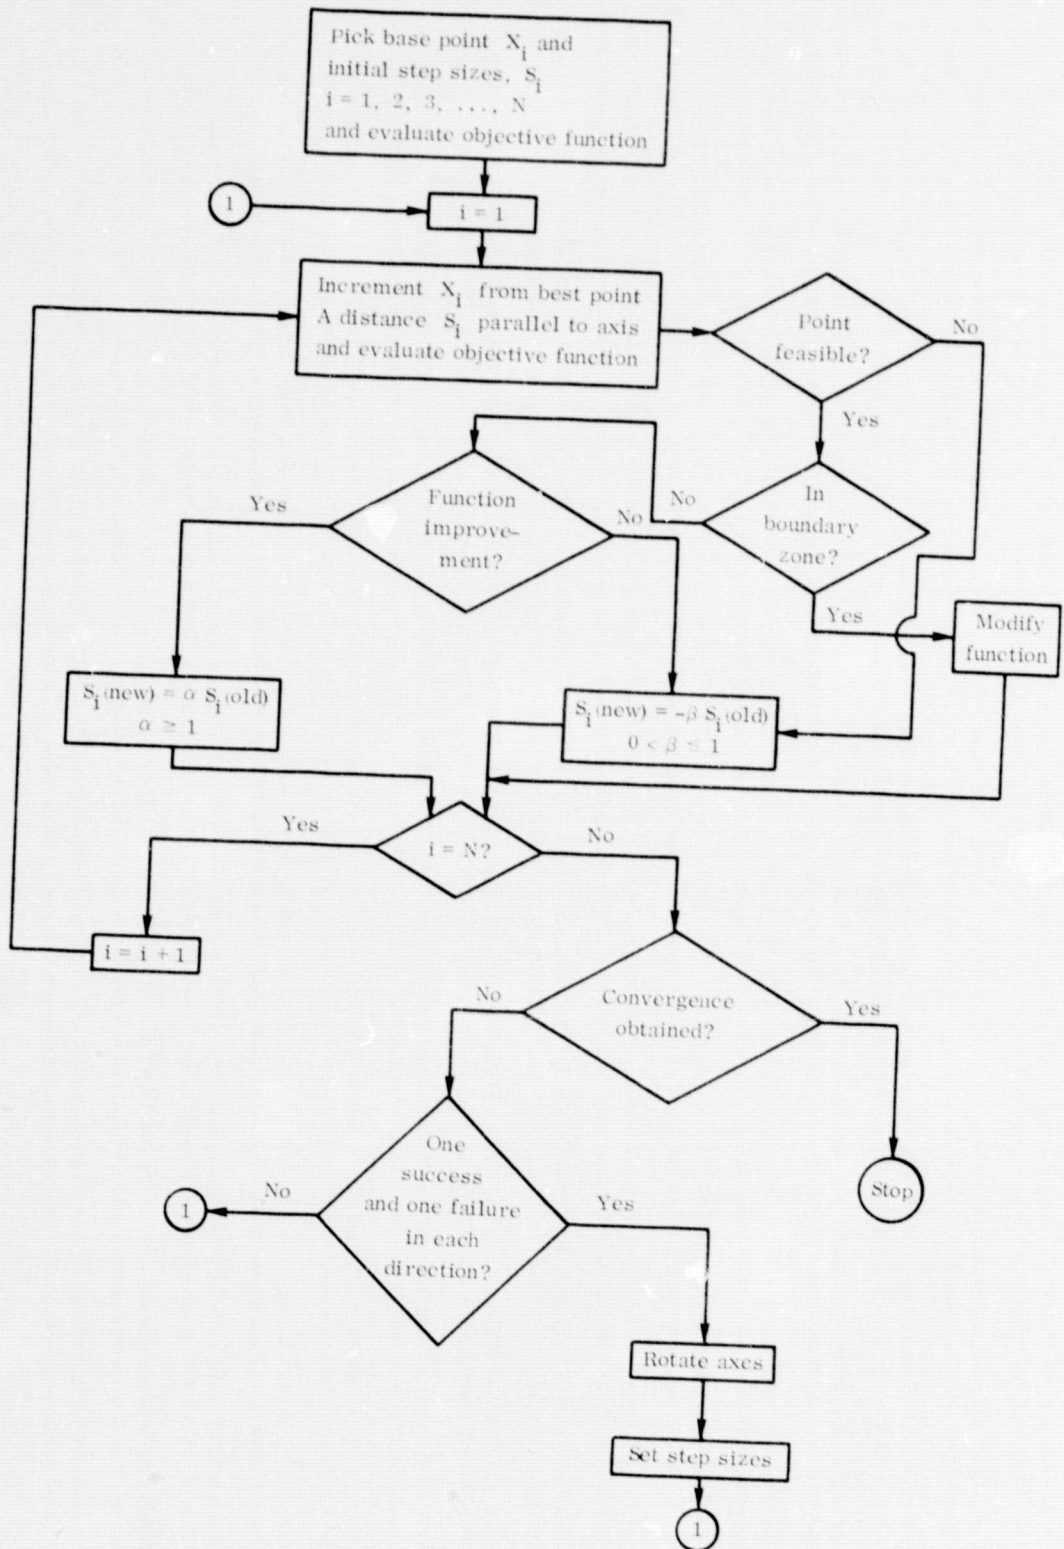 Pick base point X_i and
initial step sizes, S_i
i = 1, 2, 3, ..., N
and evaluate objective function
1
i = 1
Increment X_i from best point
A distance S_i parallel to axis
and evaluate objective function
Point
feasible?
No
Yes
In
boundary
zone?
No
Yes
Modify
function
Function
improve-
ment?
Yes
No
S_i(new) = α S_i(old)
α ≥ 1
S_i(new) = -β S_i(old)
0 < β ≤ 1
i = N?
Yes
No
i = i + 1
Convergence
obtained?
No
Yes
Stop
One
success
and one failure
in each
direction?
No
1
Yes
Rotate axes
Set step sizes
1